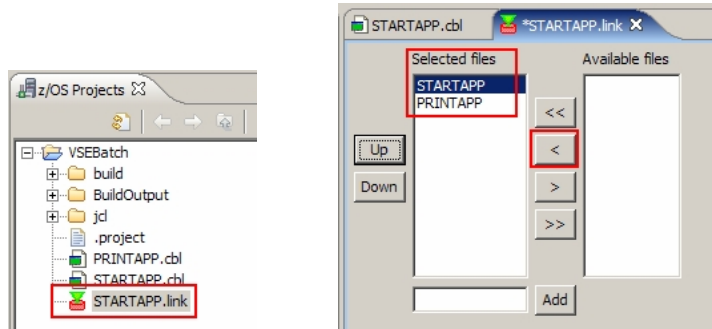 z/OS Projects
VSEBatch
build
BuildOutput
jcl
.project
PRINTAPP.cbl
STARTAPP.cbl
STARTAPP.link
STARTAPP.cbl
*STARTAPP.link
Selected files
Available files
STARTAPP
PRINTAPP
<<
<
>
>>
Up
Down
Add